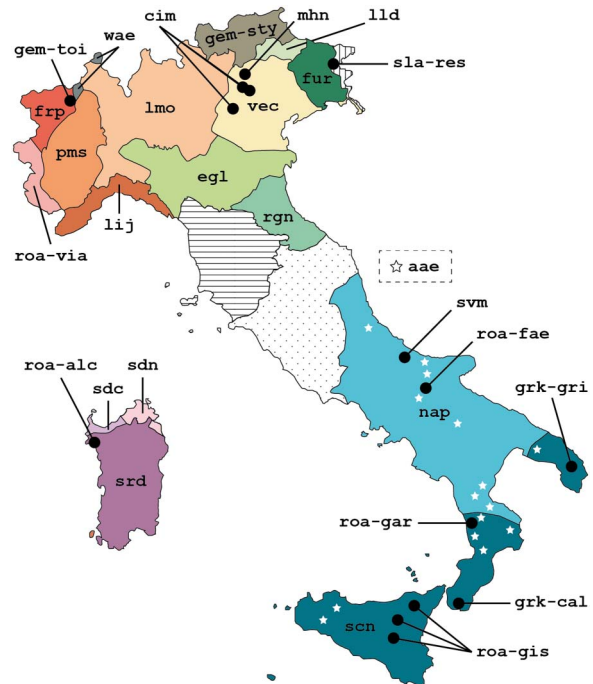 cim
mhn
lld
gem-sty
wae
gem-toi
fur
sla-res
lmo
vec
frp
pms
egl
rgn
lij
roa-via
aae
svm
roa-fae
roa-alc
sdn
sdc
grk-gri
nap
srd
roa-gar
grk-cal
scn
roa-gis